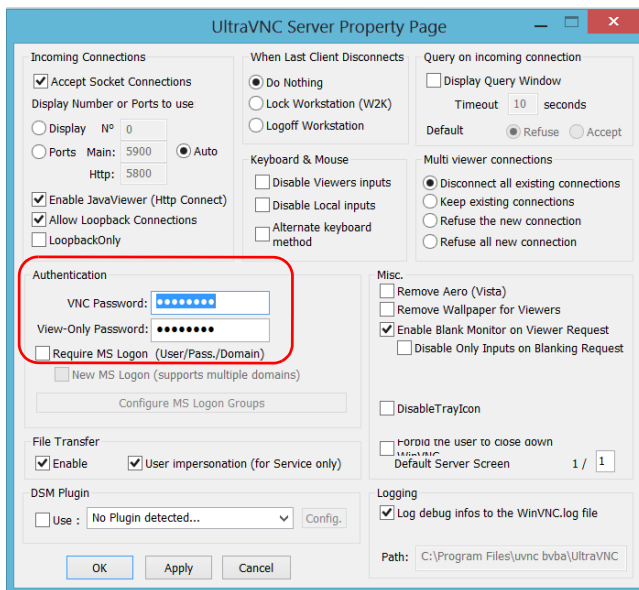 UltraVNC Server Property Page
Incoming Connections
Accept Socket Connections
Display Number or Ports to use
Display Nº 0
Ports Main: 5900 Auto
Http: 5800
Enable JavaViewer (Http Connect)
Allow Loopback Connections
LoopbackOnly
When Last Client Disconnects
Do Nothing
Lock Workstation (W2K)
Logoff Workstation
Query on incoming connection
Display Query Window
Timeout 10 seconds
Default Refuse Accept
Keyboard & Mouse
Disable Viewers inputs
Disable Local inputs
Alternate keyboard
method
Multi viewer connections
Disconnect all existing connections
Keep existing connections
Refuse the new connection
Refuse all new connection
Authentication
VNC Password: ●●●●●●●●
View-Only Password: ●●●●●●●●
Require MS Logon (User/Pass./Domain)
New MS Logon (supports multiple domains)
Configure MS Logon Groups
Misc.
Remove Aero (Vista)
Remove Wallpaper for Viewers
Enable Blank Monitor on Viewer Request
Disable Only Inputs on Blanking Request
DisableTrayIcon
Forbid the user to close down
WinVNC
Default Server Screen 1 / 1
File Transfer
Enable User impersonation (for Service only)
DSM Plugin
Use : No Plugin detected... Config.
Logging
Log debug infos to the WinVNC.log file
Path: C:\Program Files\uvnc bvba\UltraVNC
OK Apply Cancel